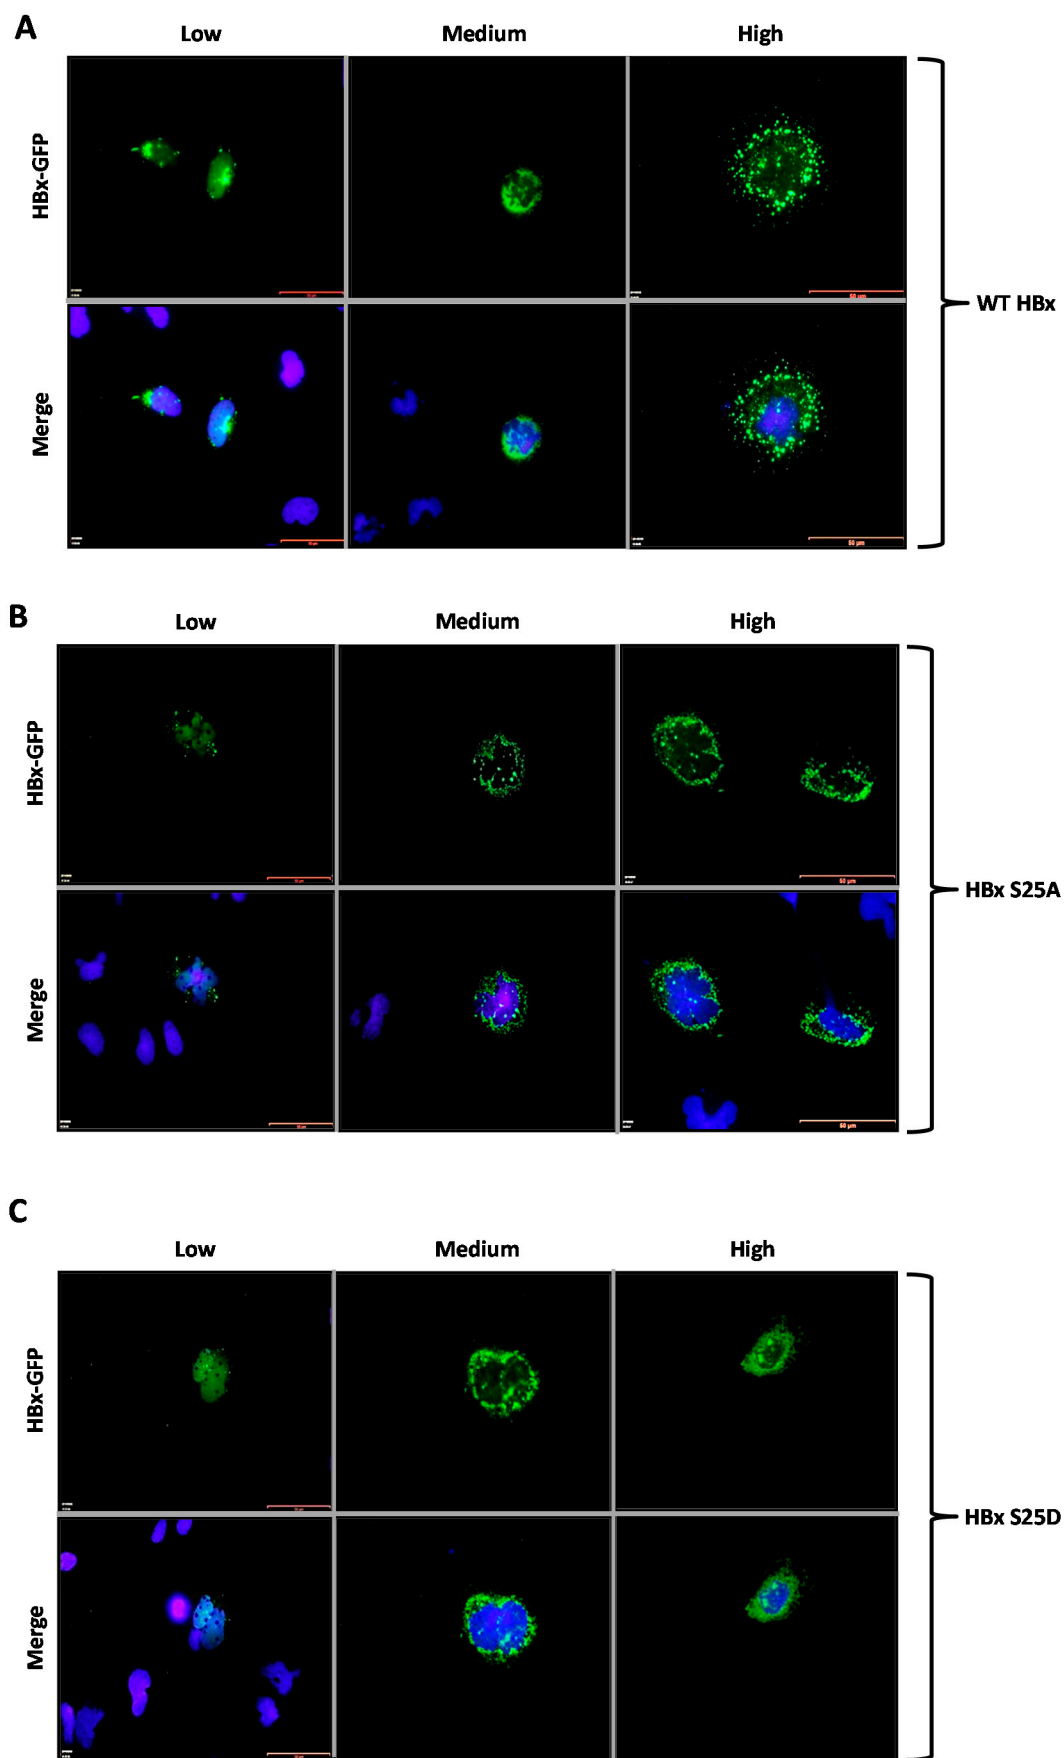 A
Low Medium High
HBx-GFP
50 µm
Merge
50 µm
WT HBx
B
Low Medium High
HBx-GFP
50 µm
Merge
50 µm
HBx S25A
C
Low Medium High
HBx-GFP
Merge
HBx S25D